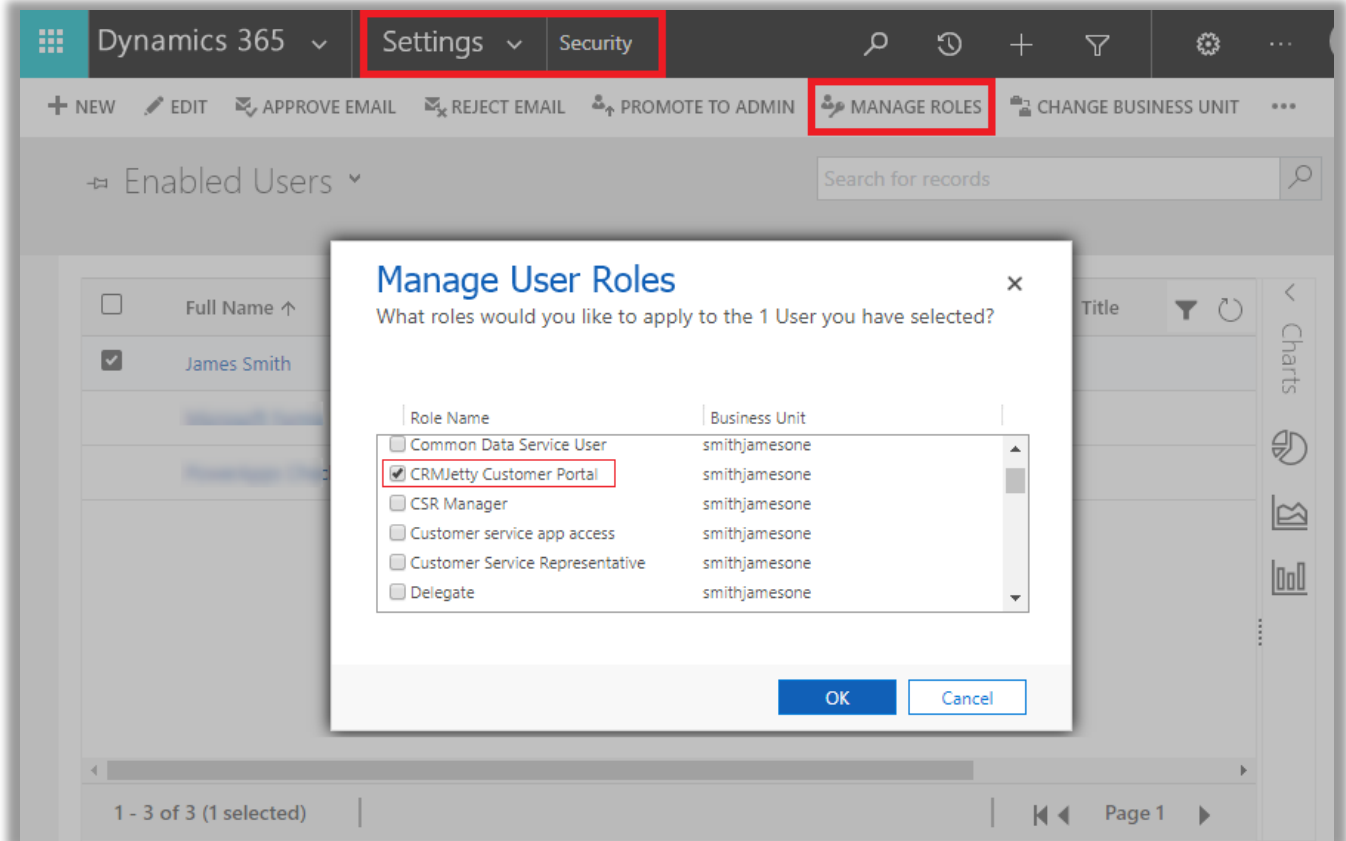 Dynamics 365 Settings Security
NEW EDIT APPROVE EMAIL REJECT EMAIL PROMOTE TO ADMIN MANAGE ROLES CHANGE BUSINESS UNIT
Enabled Users Search for records
Manage User Roles
What roles would you like to apply to the 1 User you have selected?
Full Name Title
Charts
James Smith
Role Name Business Unit
Common Data Service User smithjamesone
CRMJetty Customer Portal smithjamesone
CSR Manager smithjamesone
Customer service app access smithjamesone
Customer Service Representative smithjamesone
Delegate smithjamesone
OK Cancel
1 - 3 of 3 (1 selected) Page 1